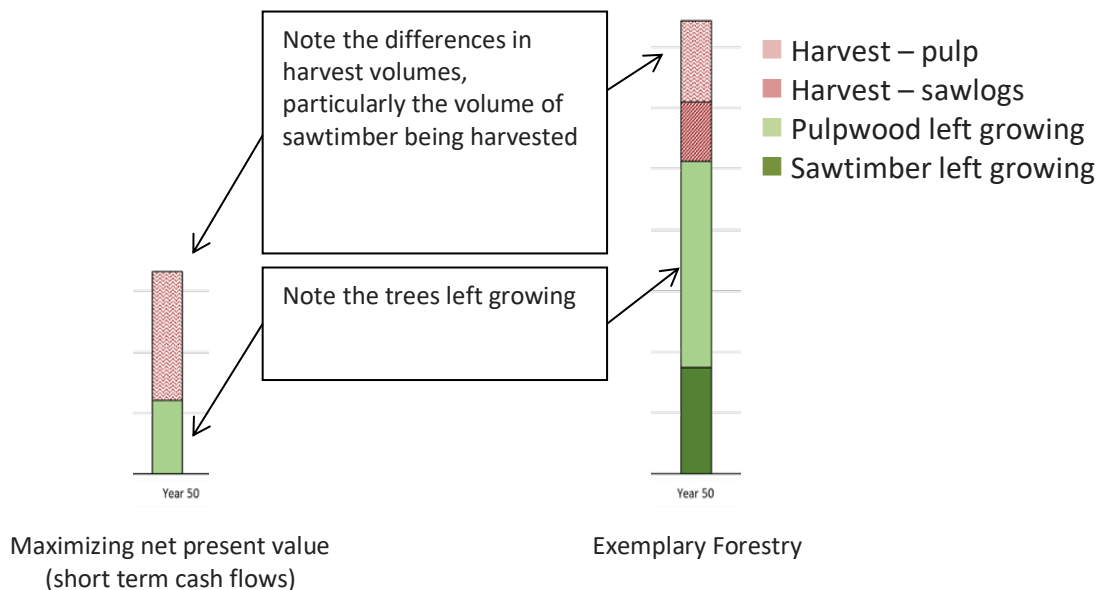 Note the differences in
harvest volumes,
particularly the volume of
sawtimber being harvested
Harvest – pulp
Harvest – sawlogs
Pulpwood left growing
Sawtimber left growing
Note the trees left growing
Year 50
Year 50
Maximizing net present value
(short term cash flows)
Exemplary Forestry